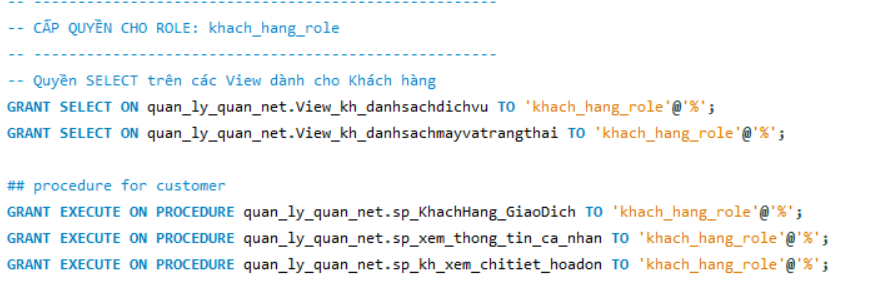 -- --------------------------------------------------------
-- CẤP QUYỀN CHO ROLE: khach_hang_role
-- --------------------------------------------------------
-- Quyền SELECT trên các View dành cho Khách hàng
GRANT SELECT ON quan_ly_quan_net.View_kh_danhsachdichvu TO 'khach_hang_role'@'%';
GRANT SELECT ON quan_ly_quan_net.View_kh_danhsachmayvatrangthai TO 'khach_hang_role'@'%';
## procedure for customer
GRANT EXECUTE ON PROCEDURE quan_ly_quan_net.sp_KhachHang_GiaoDich TO 'khach_hang_role'@'%';
GRANT EXECUTE ON PROCEDURE quan_ly_quan_net.sp_xem_thong_tin_ca_nhan TO 'khach_hang_role'@'%';
GRANT EXECUTE ON PROCEDURE quan_ly_quan_net.sp_kh_xem_chitiet_hoadon TO 'khach_hang_role'@'%';